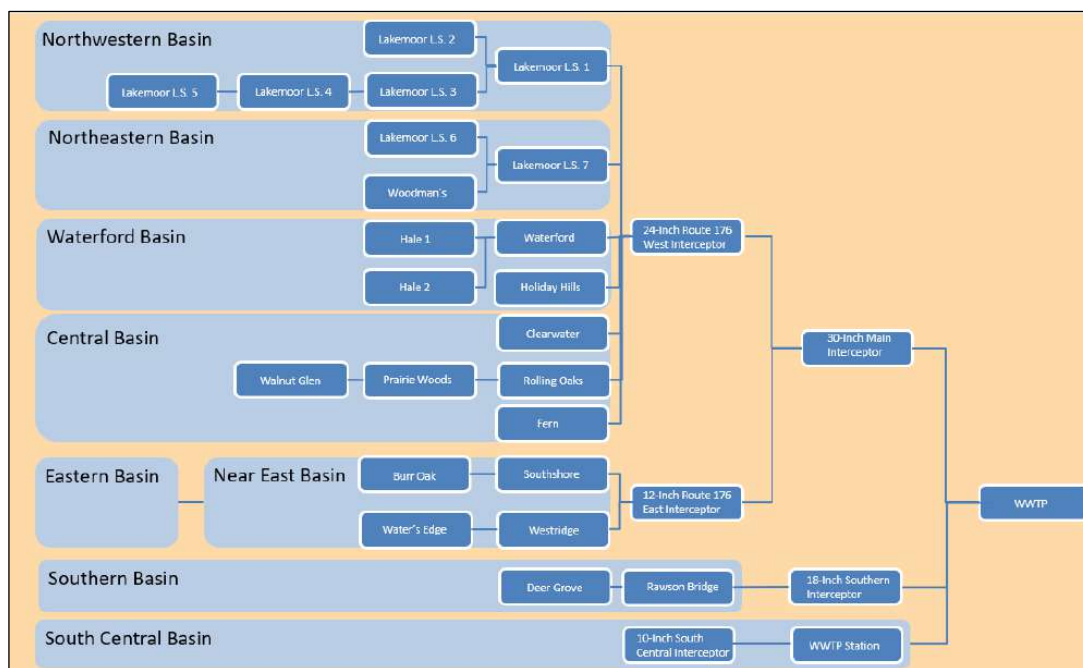 Northwestern Basin
Lakemoor L.S. 2
Lakemoor L.S. 1
Lakemoor L.S. 5
Lakemoor L.S. 4
Lakemoor L.S. 3
Northeastern Basin
Lakemoor L.S. 6
Lakemoor L.S. 7
Woodman's
Waterford Basin
Hale 1
Waterford
24-Inch Route 176
West Interceptor
Hale 2
Holiday Hills
Central Basin
Clearwater
30-Inch Main
Interceptor
Walnut Glen
Prairie Woods
Rolling Oaks
Fern
Eastern Basin
Near East Basin
Burr Oak
Southshore
12-Inch Route 176
East Interceptor
WWTP
Water's Edge
Westridge
Southern Basin
Deer Grove
Rawson Bridge
18-Inch Southern
Interceptor
South Central Basin
10-Inch South
Central Interceptor
WWTP Station